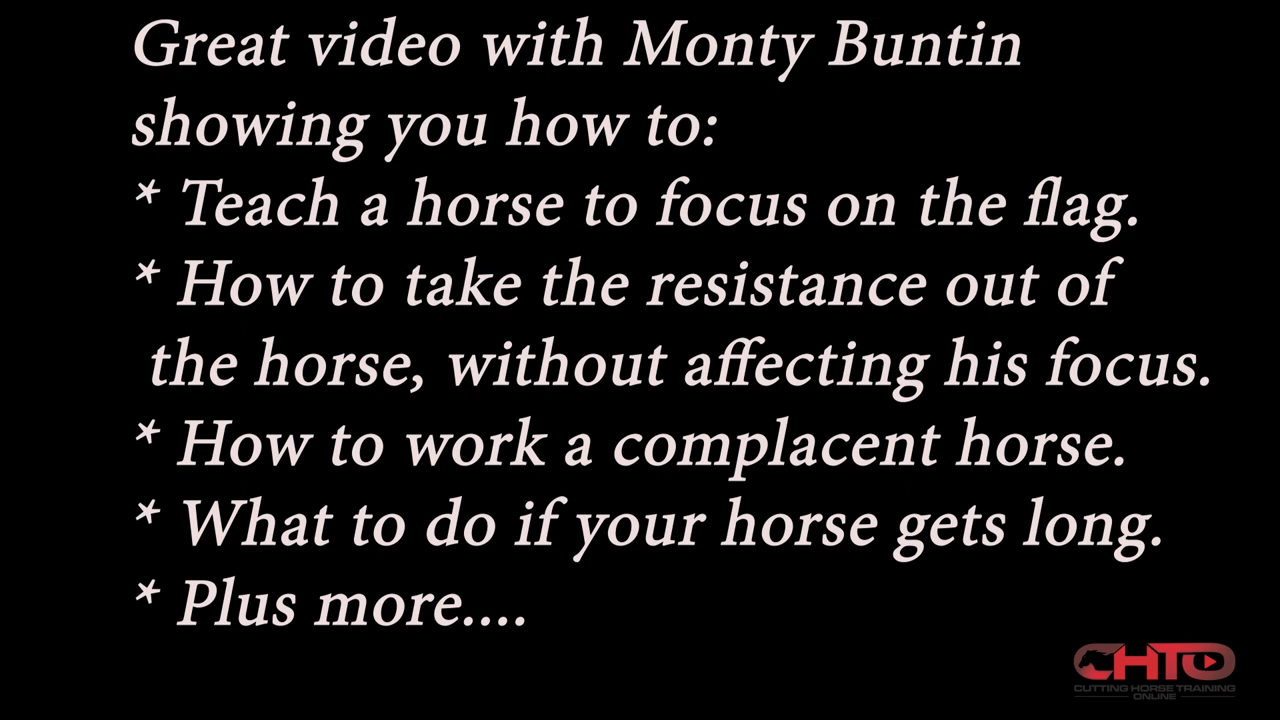 Great video with Monty Buntin
showing you how to:
* Teach a horse to focus on the flag.
* How to take the resistance out of
the horse, without affecting his focus.
* How to work a complacent horse.
* What to do if your horse gets long.
* Plus more....
CHTO
CUTTING HORSE TRAINING
ONLINE